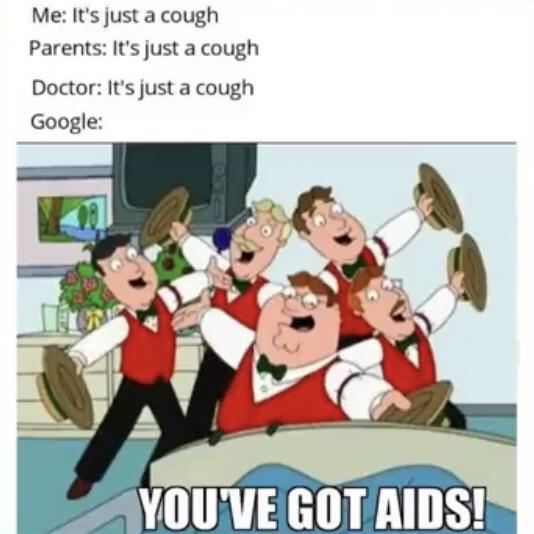 Me: It's just a cough
Parents: It's just a cough
Doctor: It's just a cough
Google:
YOU'VE GOT AIDS!